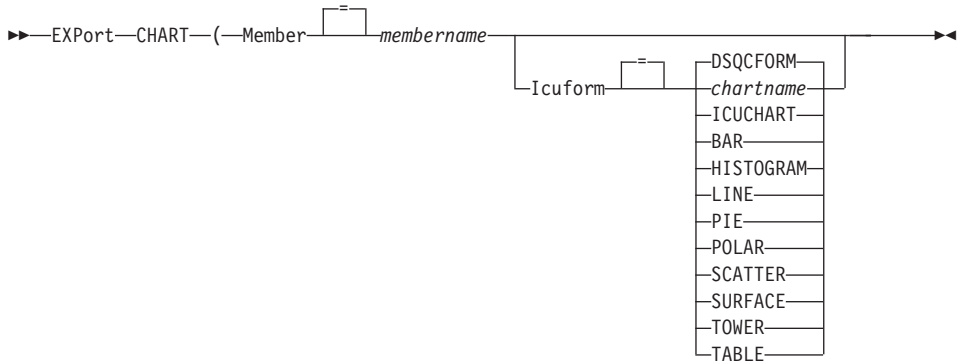 = =
EXPort CHART ( Member membername DSQCFORM
Icuform chartname
ICUCHART
BAR
HISTOGRAM
LINE
PIE
POLAR
SCATTER
SURFACE
TOWER
TABLE